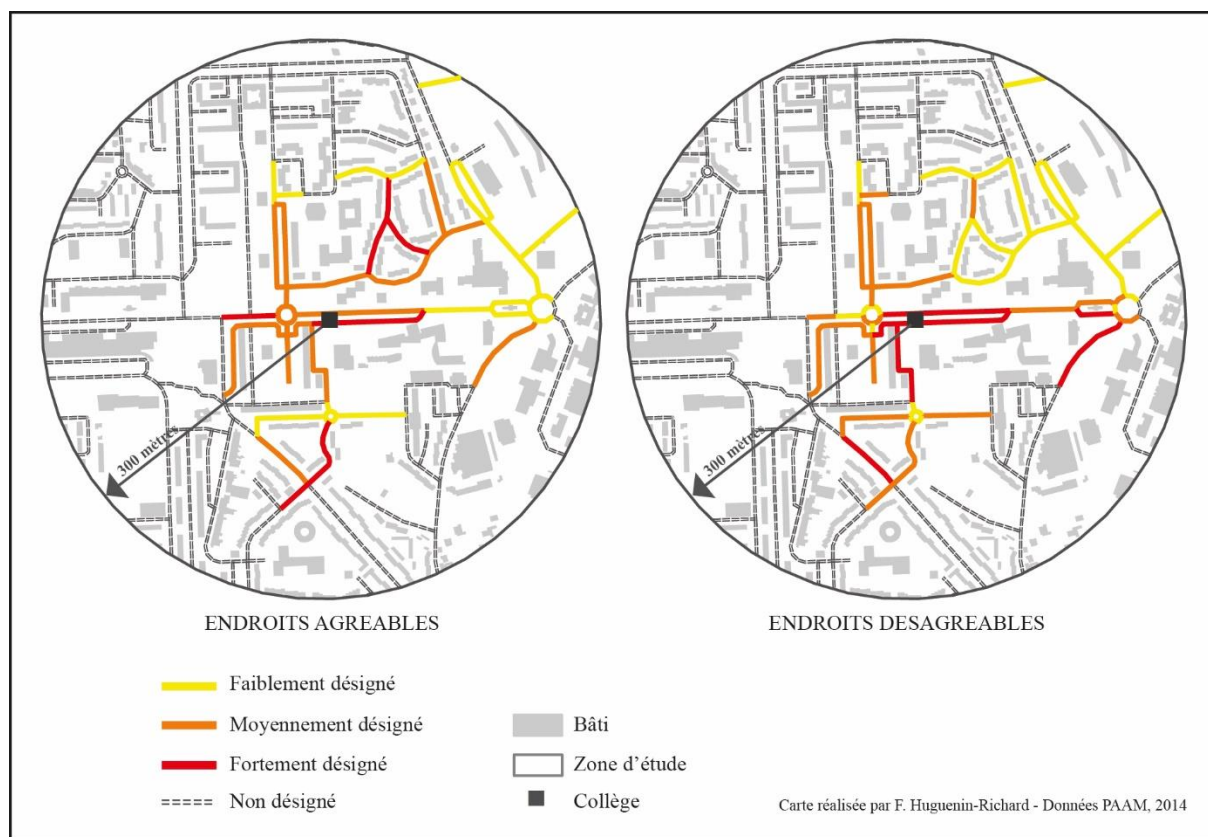 300 mètres
300 mètres
ENDROITS AGREABLES
ENDROITS DESAGREABLES
Faiblement désigné
Moyennement désigné
Bâti
Fortement désigné
Zone d'étude
Non désigné
Collège
Carte réalisée par F. Huguenin-Richard - Données PAAM, 2014